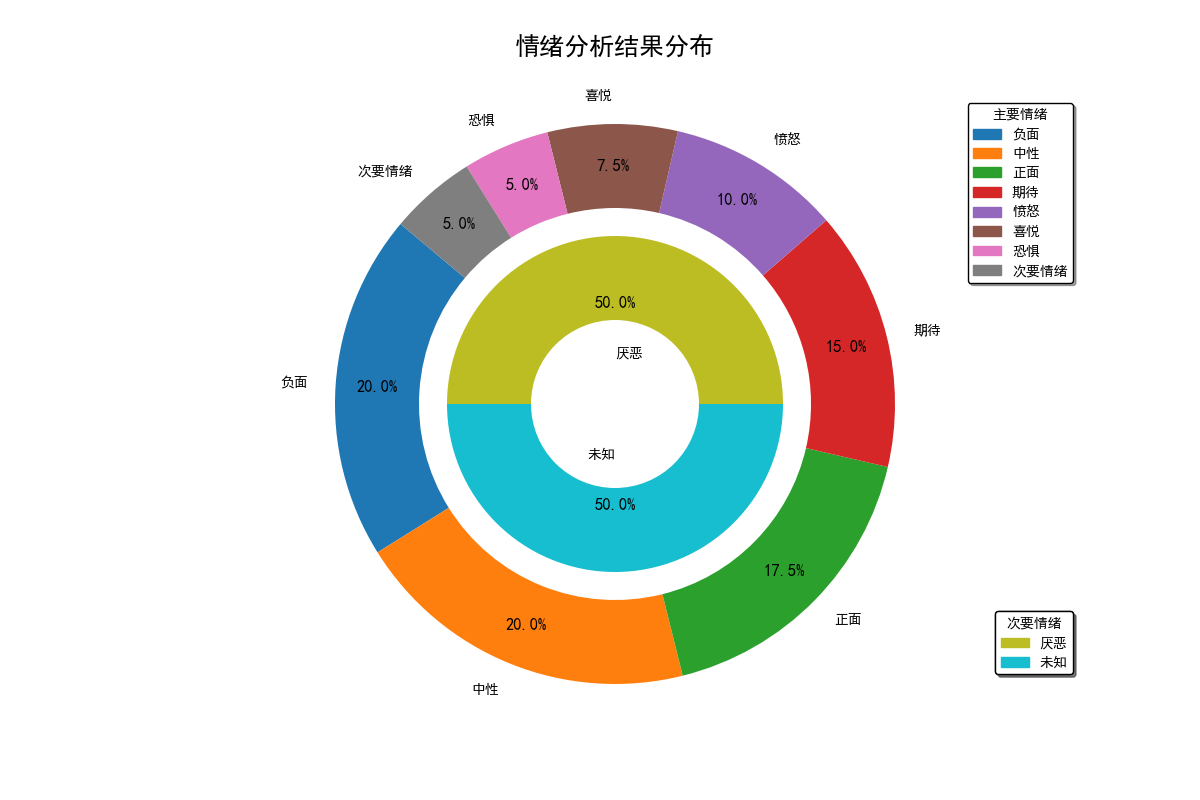 情绪分析结果分布
喜悦
恐惧
愤怒
次要情绪
7.5%
5.0%
10.0%
5.0%
期待
15.0%
负面
20.0%
50.0%
厌恶
未知
50.0%
17.5%
正面
20.0%
中性
主要情绪
负面
中性
正面
期待
愤怒
喜悦
恐惧
次要情绪
次要情绪
厌恶
未知